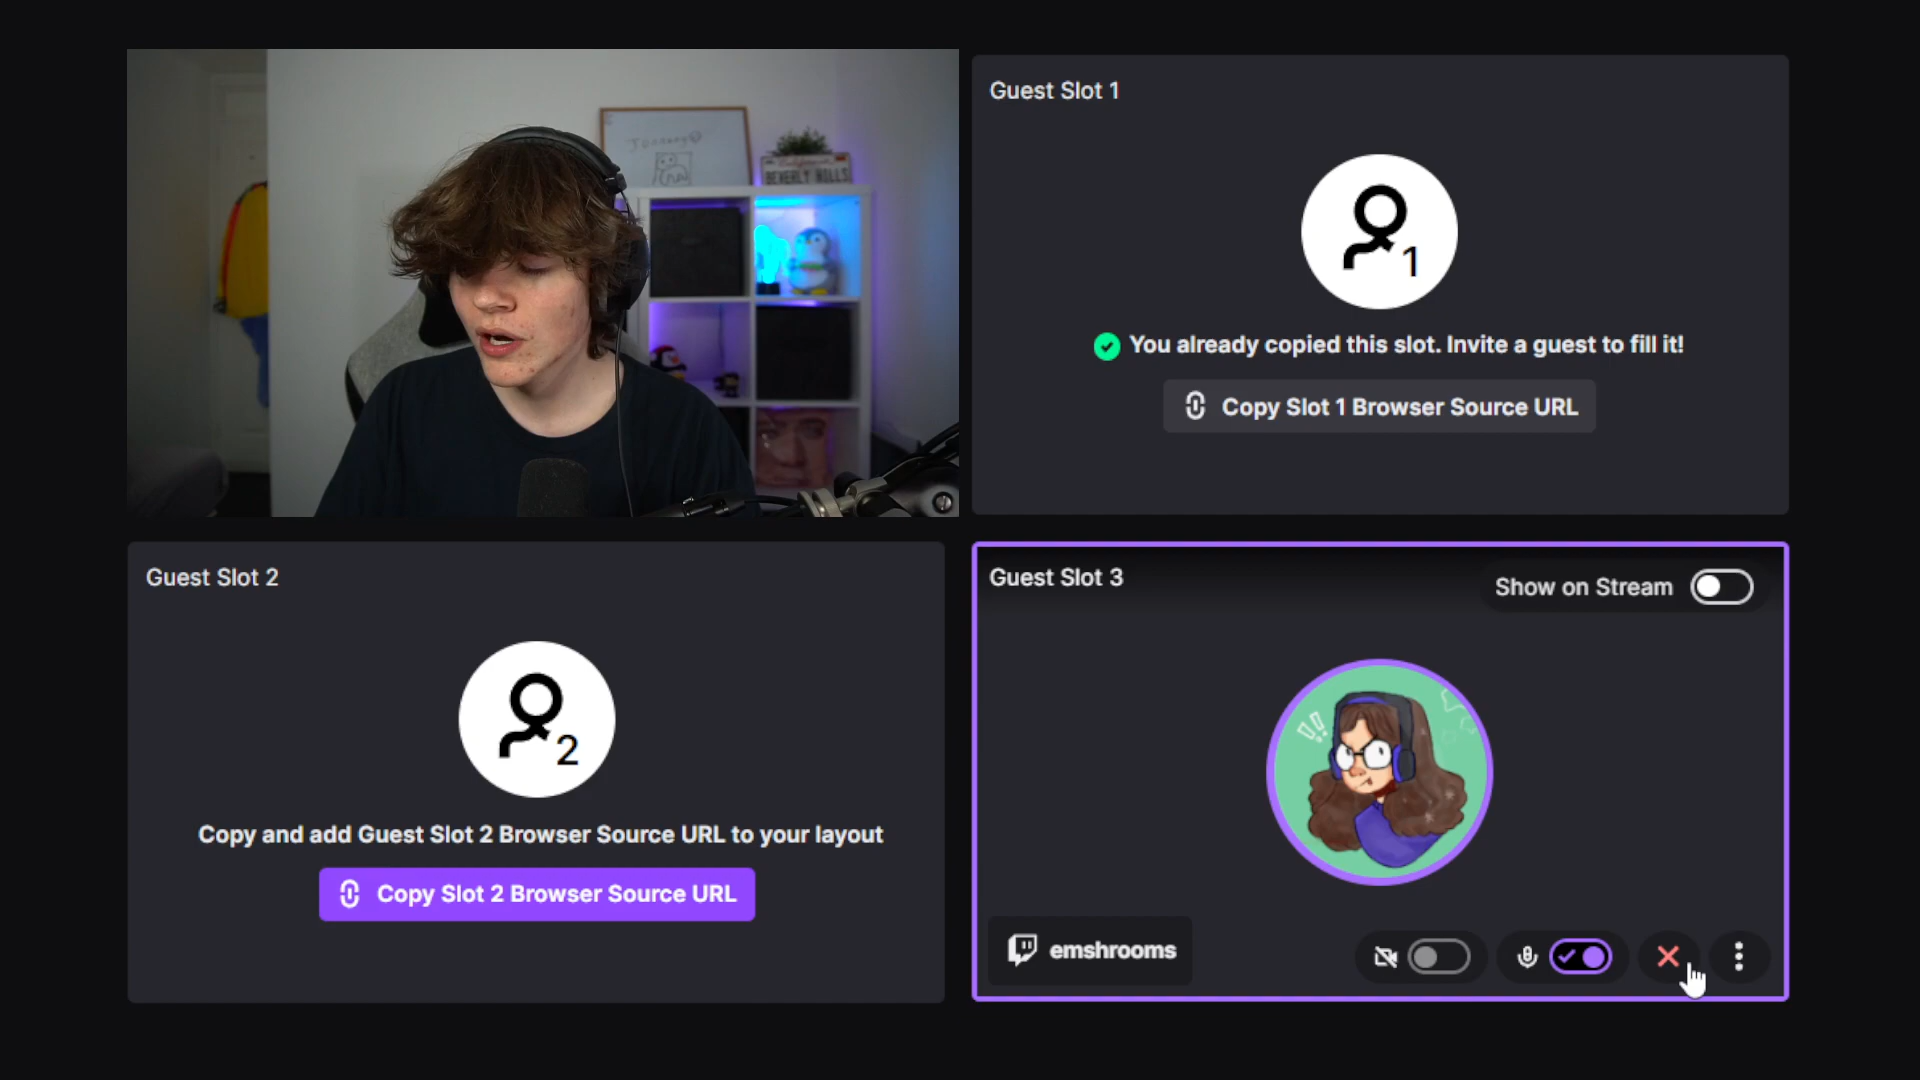 BEVERLY HILLS
Guest Slot 1
1
You already copied this slot. Invite a guest to fill it!
Copy Slot 1 Browser Source URL
Guest Slot 2
2
Copy and add Guest Slot 2 Browser Source URL to your layout
Copy Slot 2 Browser Source URL
Guest Slot 3
Show on Stream
!!
emshrooms